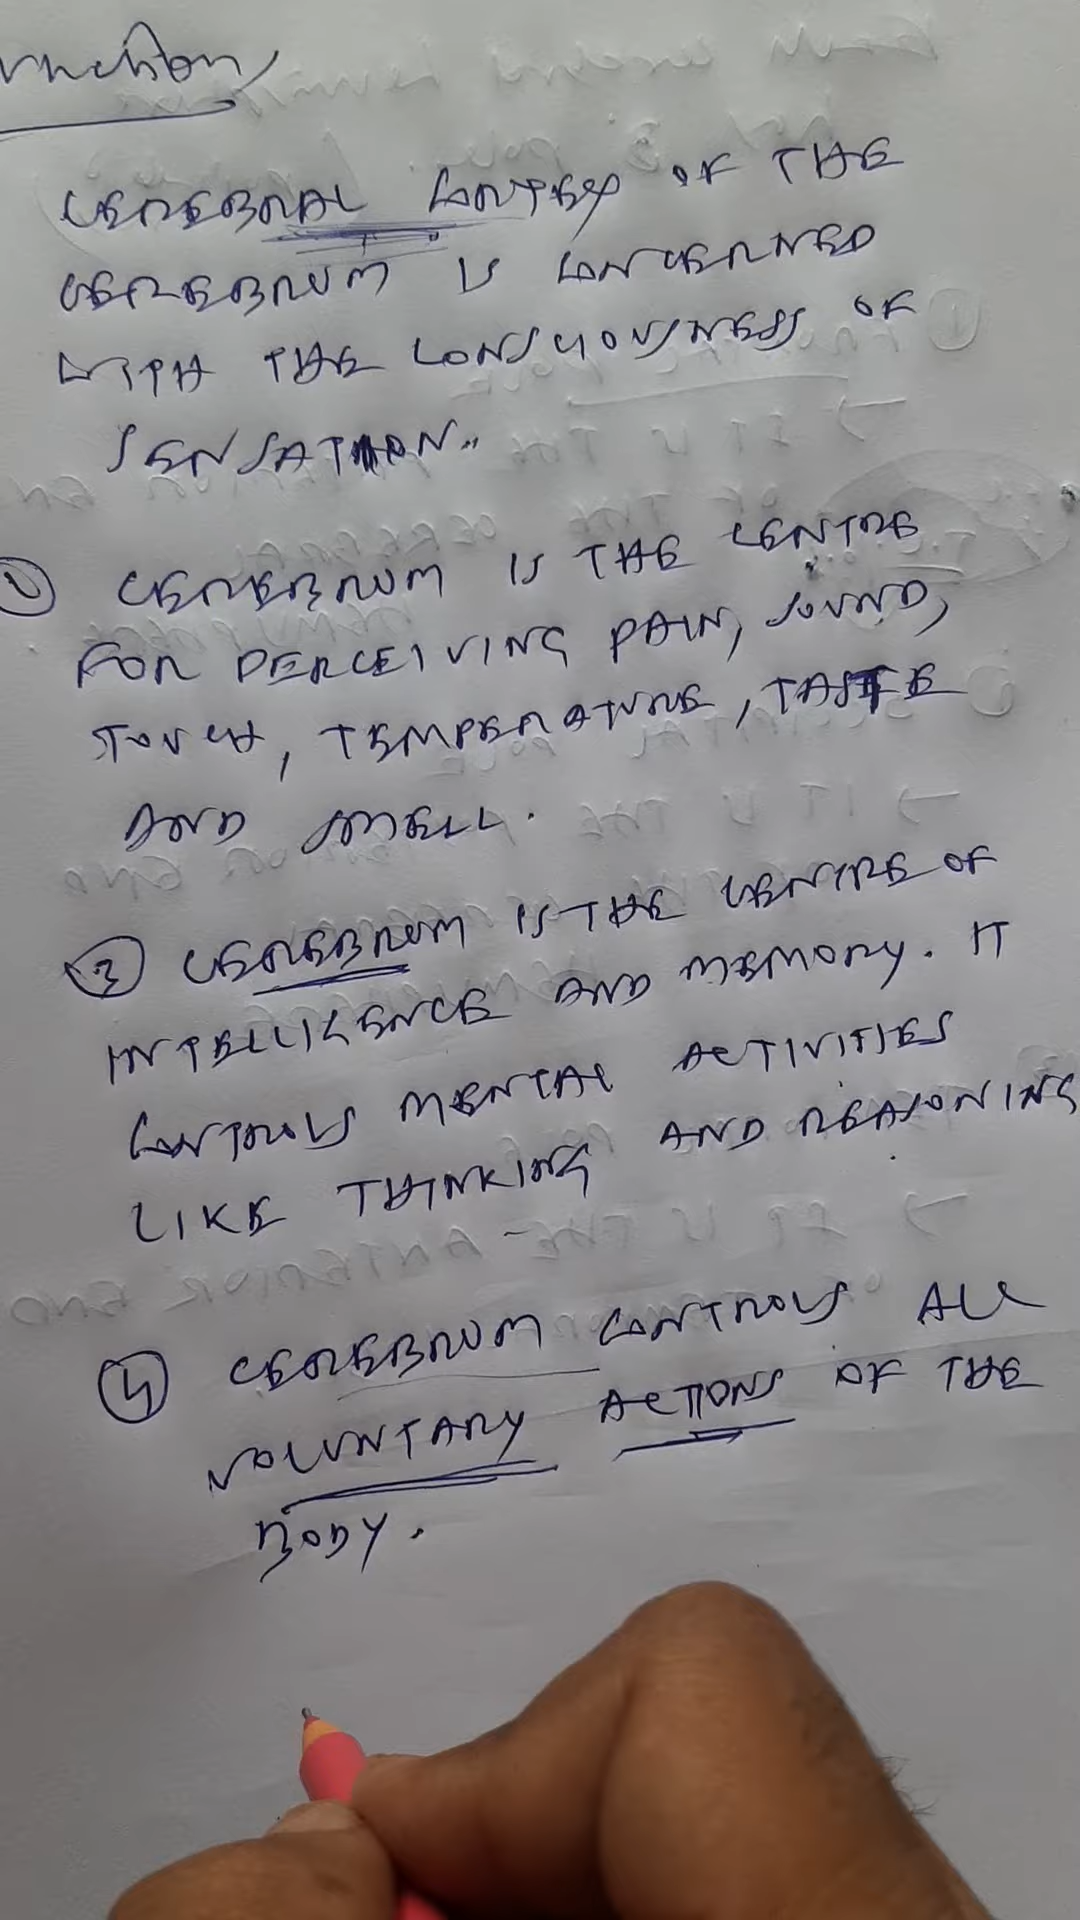 CEREBRAL CORTEX OF THE
CEREBRUM IS CONCERNED
WITH THE CONSCIOUSNESS OF
SENSATION.
CEREBRUM IS THE CENTRE
FOR PERCEIVING PAIN, SOUND,
TOUCH, TEMPERATURE, TASTE
AND SMELL.
③ CEREBRUM IS THE CENTRE OF
INTELLIGENCE AND MEMORY. IT
CONTROLS MENTAL ACTIVITIES
LIKE THINKING AND REASONING
④ CEREBRUM CONTROLS ALL
VOLUNTARY ACTIONS OF THE
BODY.